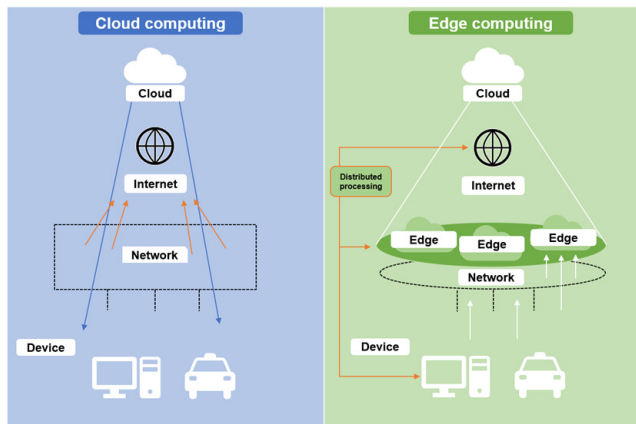 Cloud computing
Cloud
Internet
Network
Device
Edge computing
Cloud
Distributed
processing
Internet
Edge
Edge
Edge
Network
Device